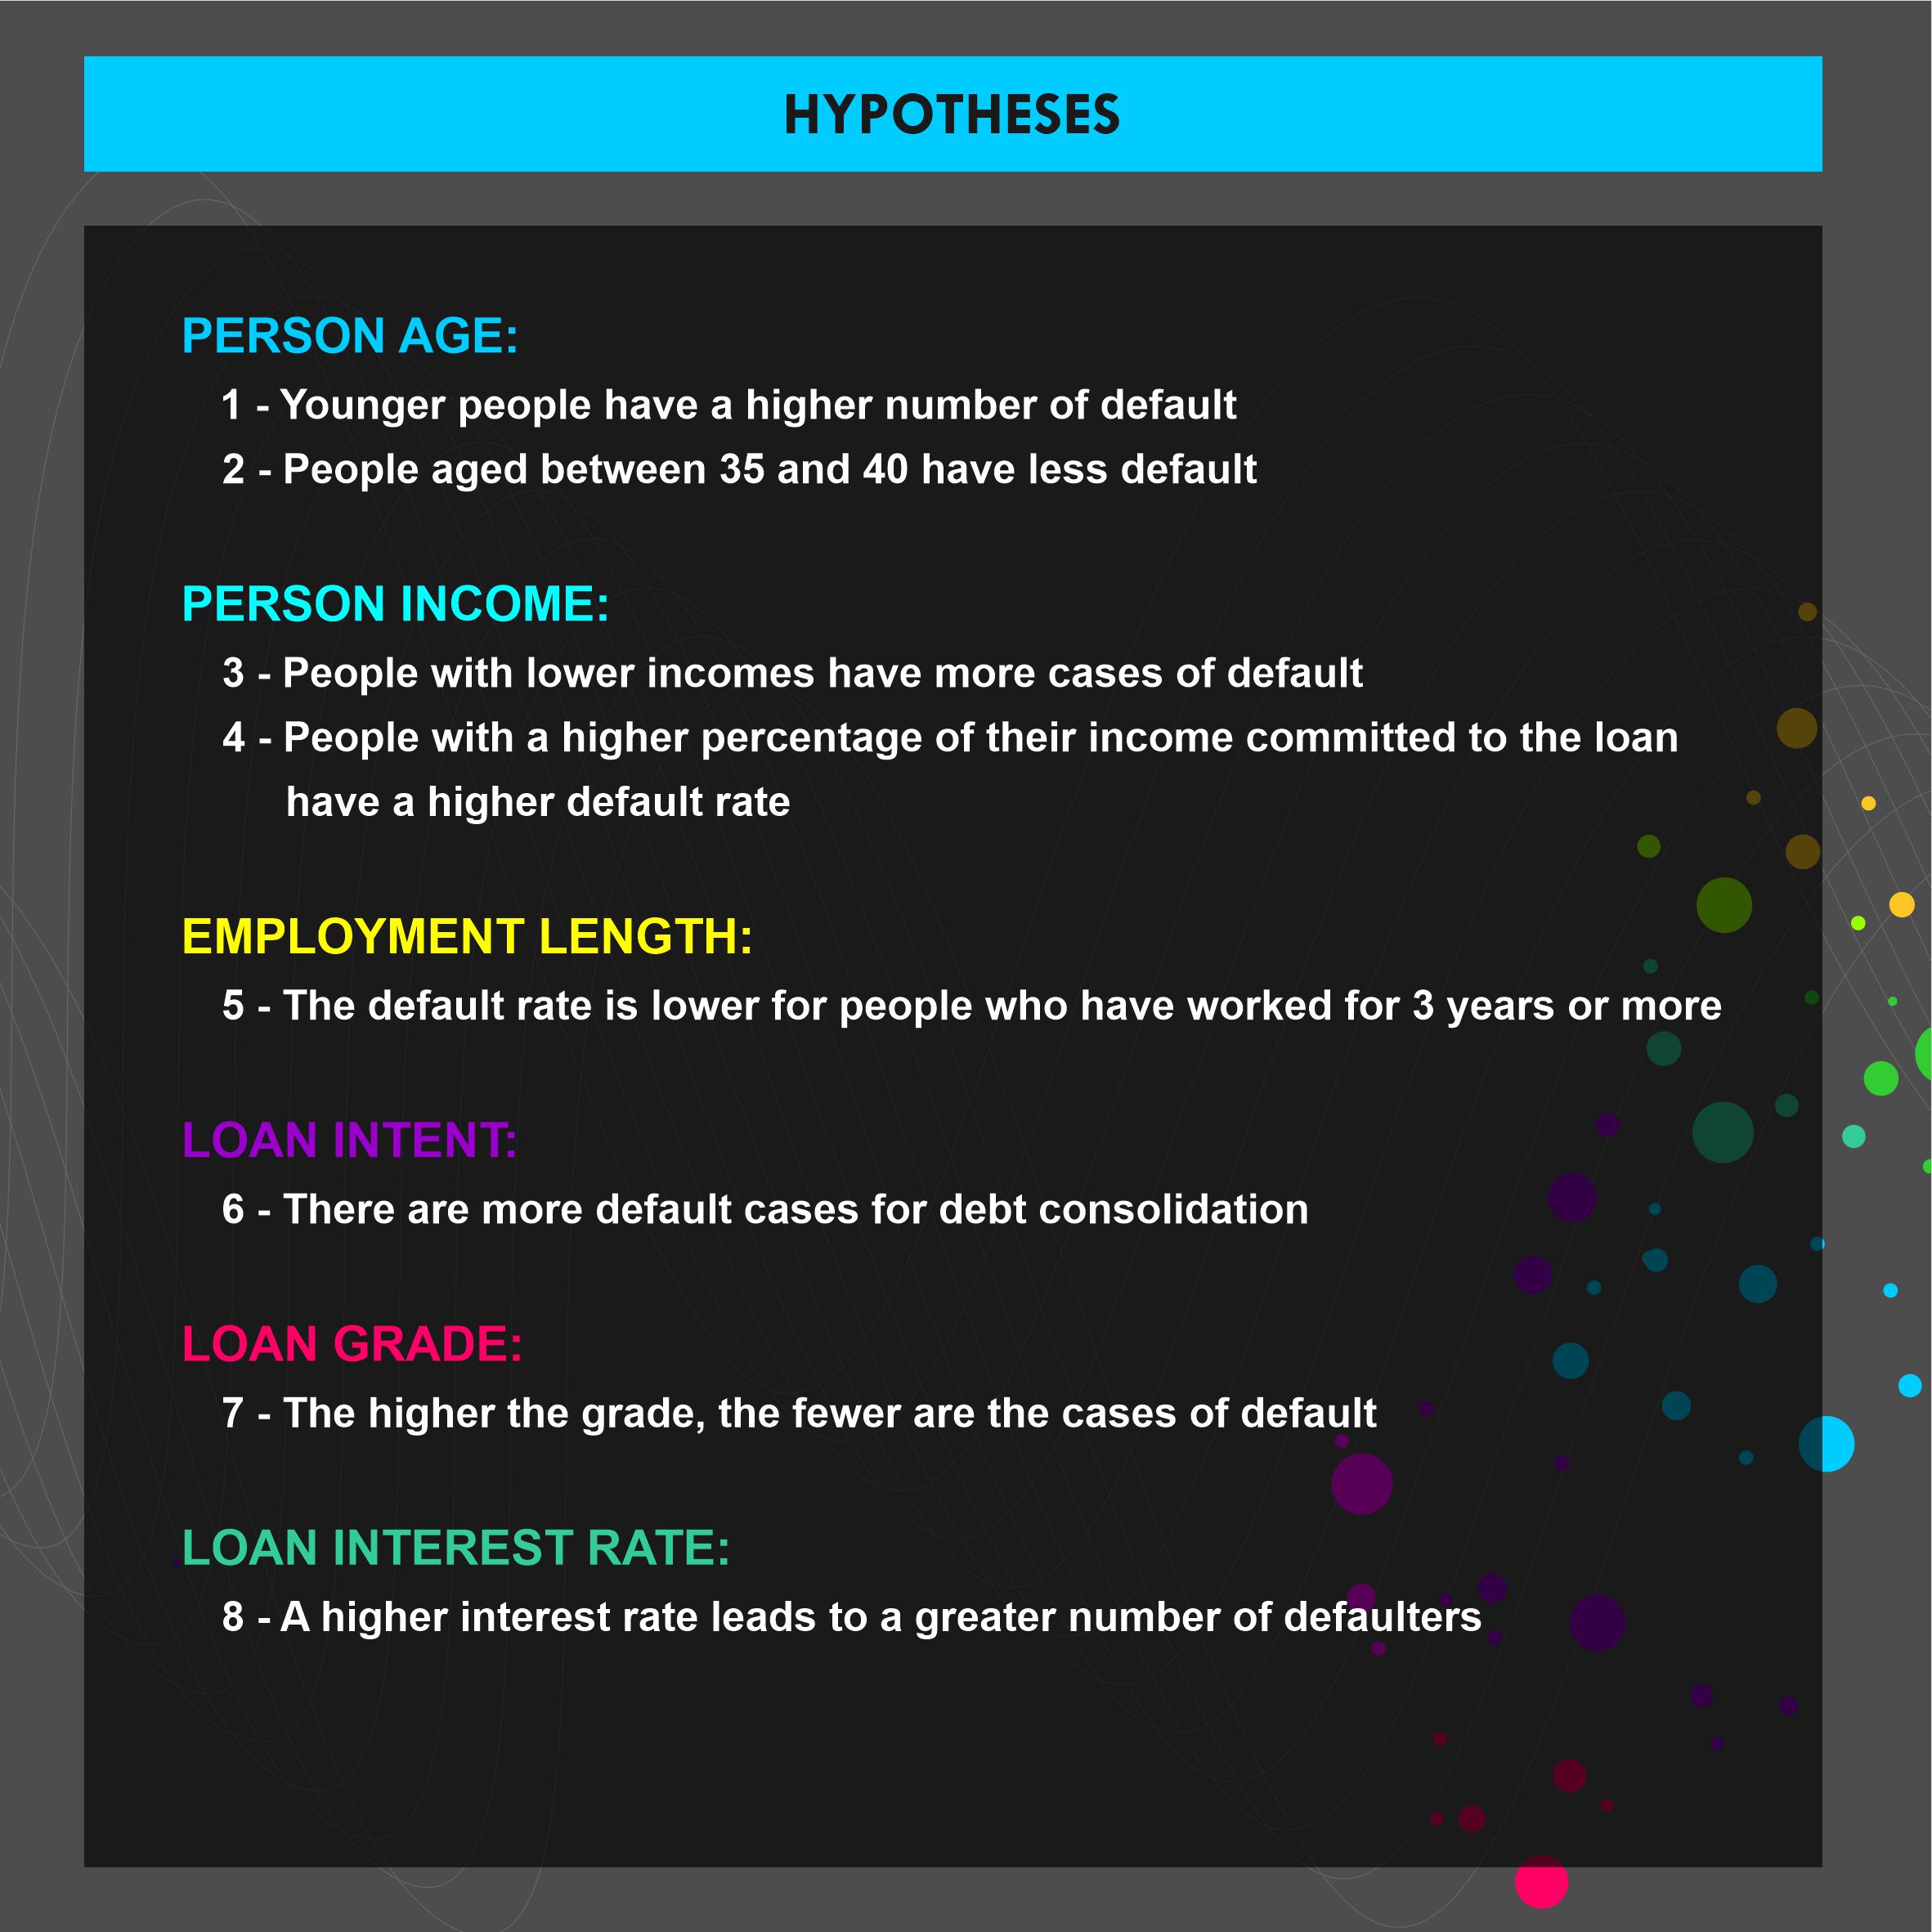 HYPOTHESES
PERSON AGE:
1 - Younger people have a higher number of default
2 - People aged between 35 and 40 have less default
PERSON INCOME:
3 - People with lower incomes have more cases of default
4 - People with a higher percentage of their income committed to the loan
have a higher default rate
EMPLOYMENT LENGTH:
5 - The default rate is lower for people who have worked for 3 years or more
LOAN INTENT:
6 - There are more default cases for debt consolidation
LOAN GRADE:
7 - The higher the grade, the fewer are the cases of default
LOAN INTEREST RATE:
8 - A higher interest rate leads to a greater number of defaulters